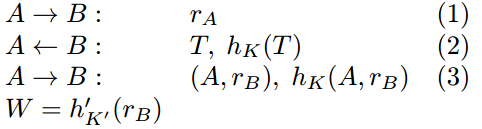 A → B : r_A (1)
A ← B : T, h_K(T) (2)
A → B : (A, r_B), h_K(A, r_B) (3)
W = h'_{K'}(r_B)